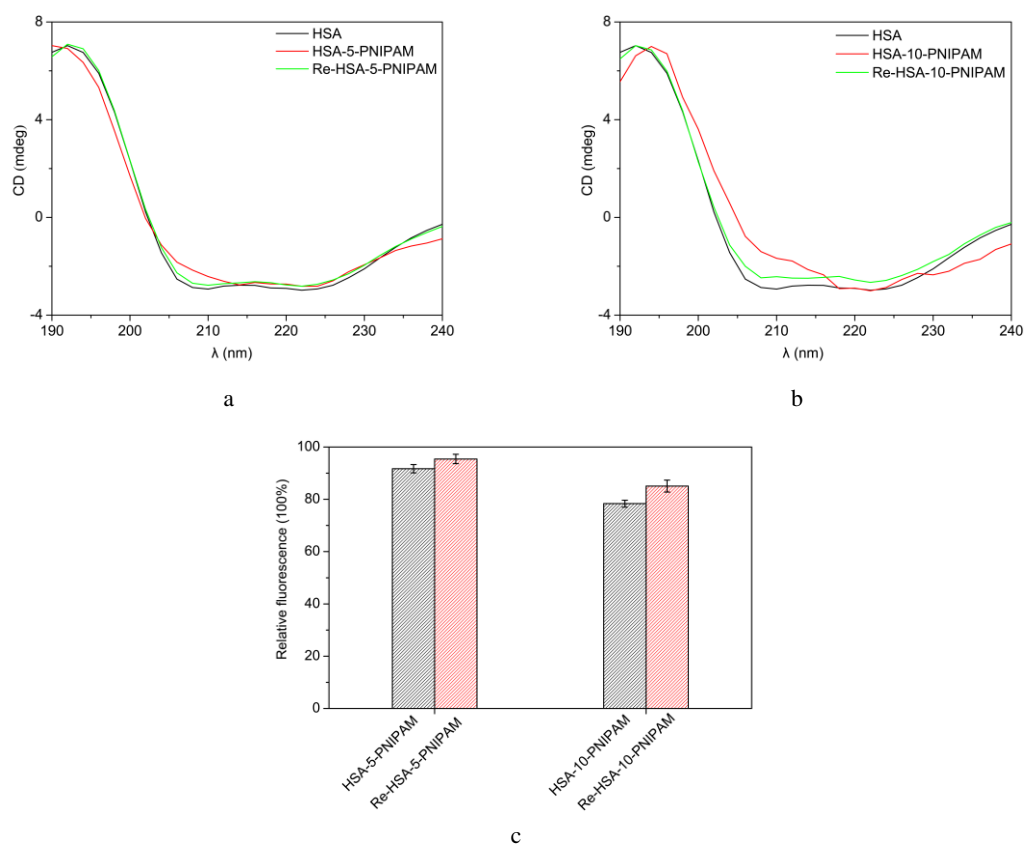 8
4
0
-4
CD (mdeg)
HSA
HSA-5-PNIPAM
Re-HSA-5-PNIPAM
190 200 210 220 230 240
λ (nm)
a
8
4
0
-4
CD (mdeg)
HSA
HSA-10-PNIPAM
Re-HSA-10-PNIPAM
190 200 210 220 230 240
λ (nm)
b
100
80
60
40
20
0
Relative fluorescence (100%)
HSA-5-PNIPAM
Re-HSA-5-PNIPAM
HSA-10-PNIPAM
Re-HSA-10-PNIPAM
c